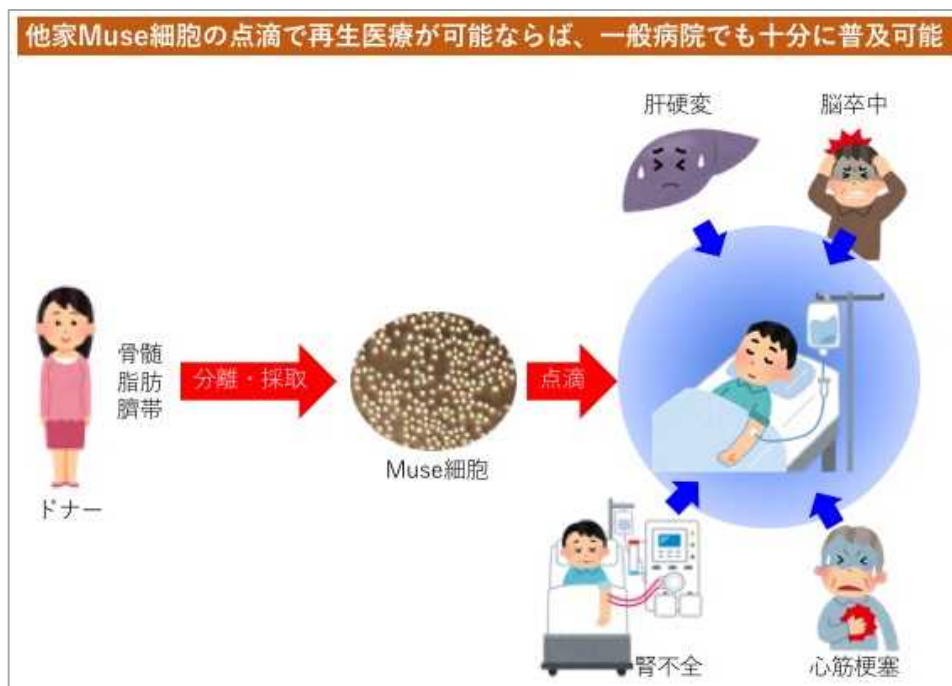 他家Muse細胞の点滴で再生医療が可能ならば、一般病院でも十分に普及可能
肝硬変
脳卒中
骨髄
脂肪
臍帯
分離・採取
点滴
Muse細胞
ドナー
腎不全
心筋梗塞